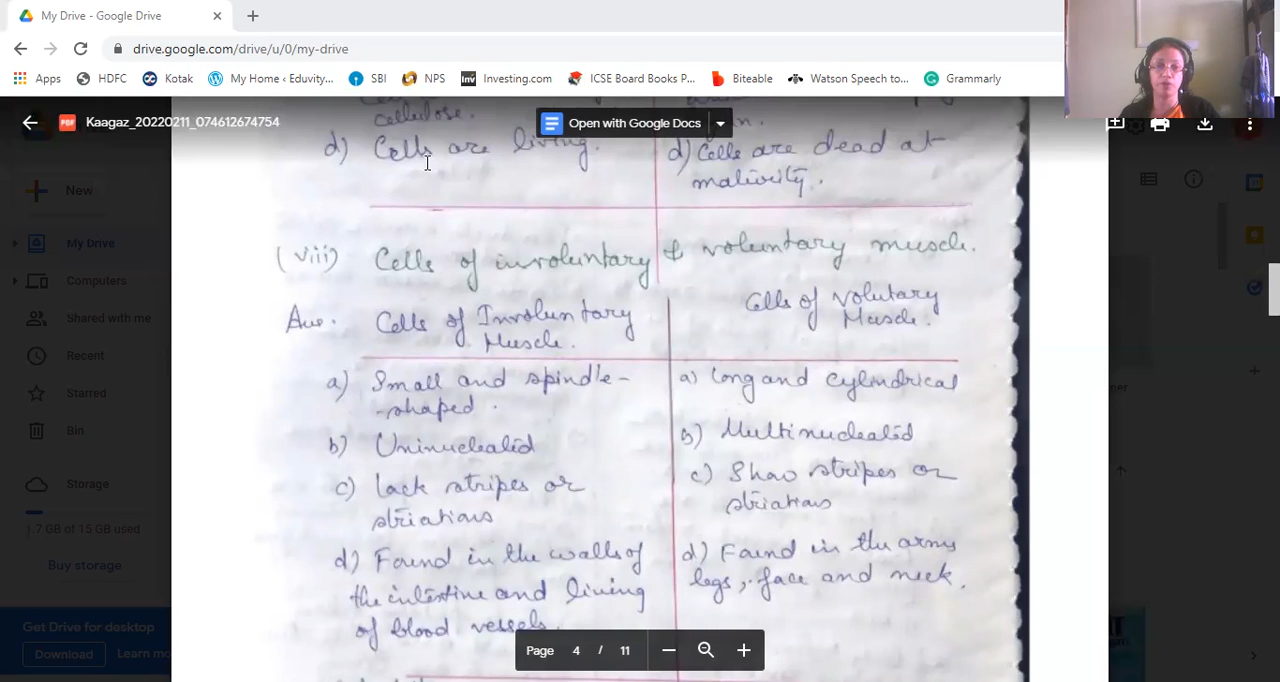 My Drive - Google Drive
drive.google.com/drive/u/0/my-drive
Apps HDFC Kotak My Home ‹ Eduvity... SBI NPS Investing.com ICSE Board Books P... Biteable Watson Speech to... Grammarly
Kaagaz_20220211_074612674754
Open with Google Docs
New
My Drive
Computers
Shared with me
Recent
Starred
Bin
Storage
1.7 GB of 15 GB used
Buy storage
Get Drive for desktop
Download Learn mo
cellulose.
d) Cells are living.
d) Cells are dead at
maturity.
(viii) Cells of involuntary & voluntary muscle.
Ans. Cells of Involuntary
Muscle.
Cells of Volutary
Muscle.
a) Small and spindle-
-shaped.
a) long and cylindrical
b) Uninucleated
b) Multinucleated
c) lack stripes or
striations
c) Show stripes or
striations
d) Found in the walls of
the intestine and lining
of blood vessels.
d) Found in the arms
legs, face and neck.
Page 4 / 11